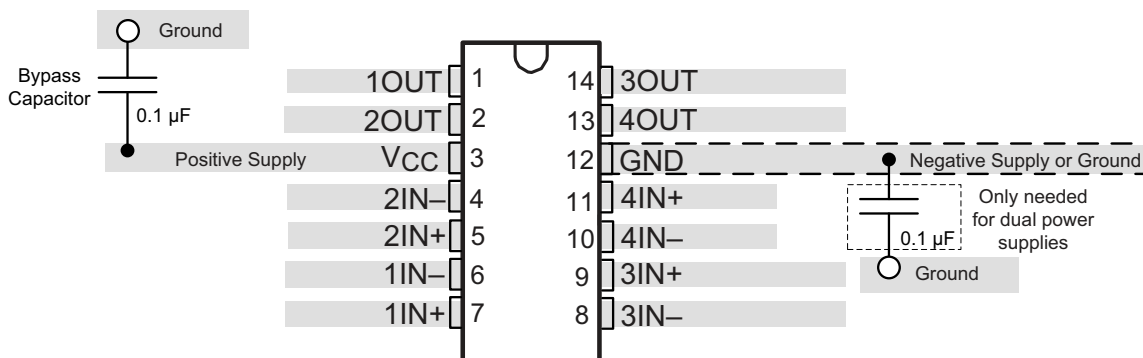 Ground
Bypass
Capacitor
0.1 µF
Positive Supply
1OUT 1 14 3OUT
2OUT 2 13 4OUT
VCC 3 12 GND
2IN– 4 11 4IN+
2IN+ 5 10 4IN–
1IN– 6 9 3IN+
1IN+ 7 8 3IN–
Negative Supply or Ground
Only needed
for dual power
supplies
0.1 µF
Ground